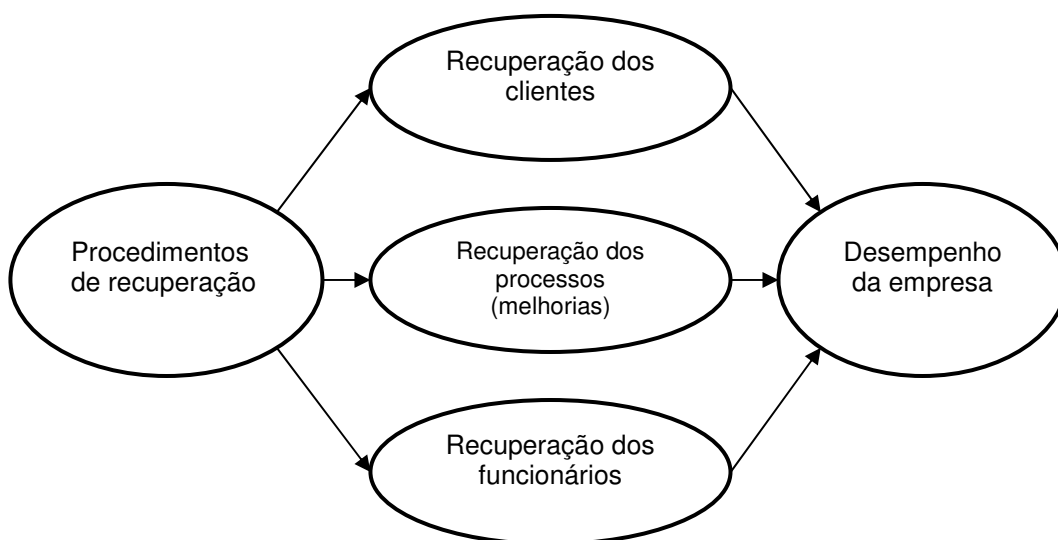 Recuperação dos
clientes
Procedimentos
de recuperação
Recuperação dos
processos
(melhorias)
Desempenho
da empresa
Recuperação dos
funcionários